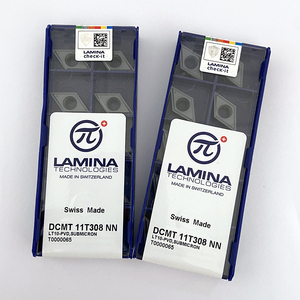 LAMINA
check-it
π
LAMINA
TECHNOLOGIES
MADE IN SWITZERLAND
Swiss Made
DCMT 11T308 NN
LT10-PVD,SUBMICRON
T0000065
LAMINA
check-it
π
LAMINA
TECHNOLOGIES
MADE IN SWITZERLAND
Swiss Made
DCMT 11T308 NN
LT10-PVD,SUBMICRON
T0000065